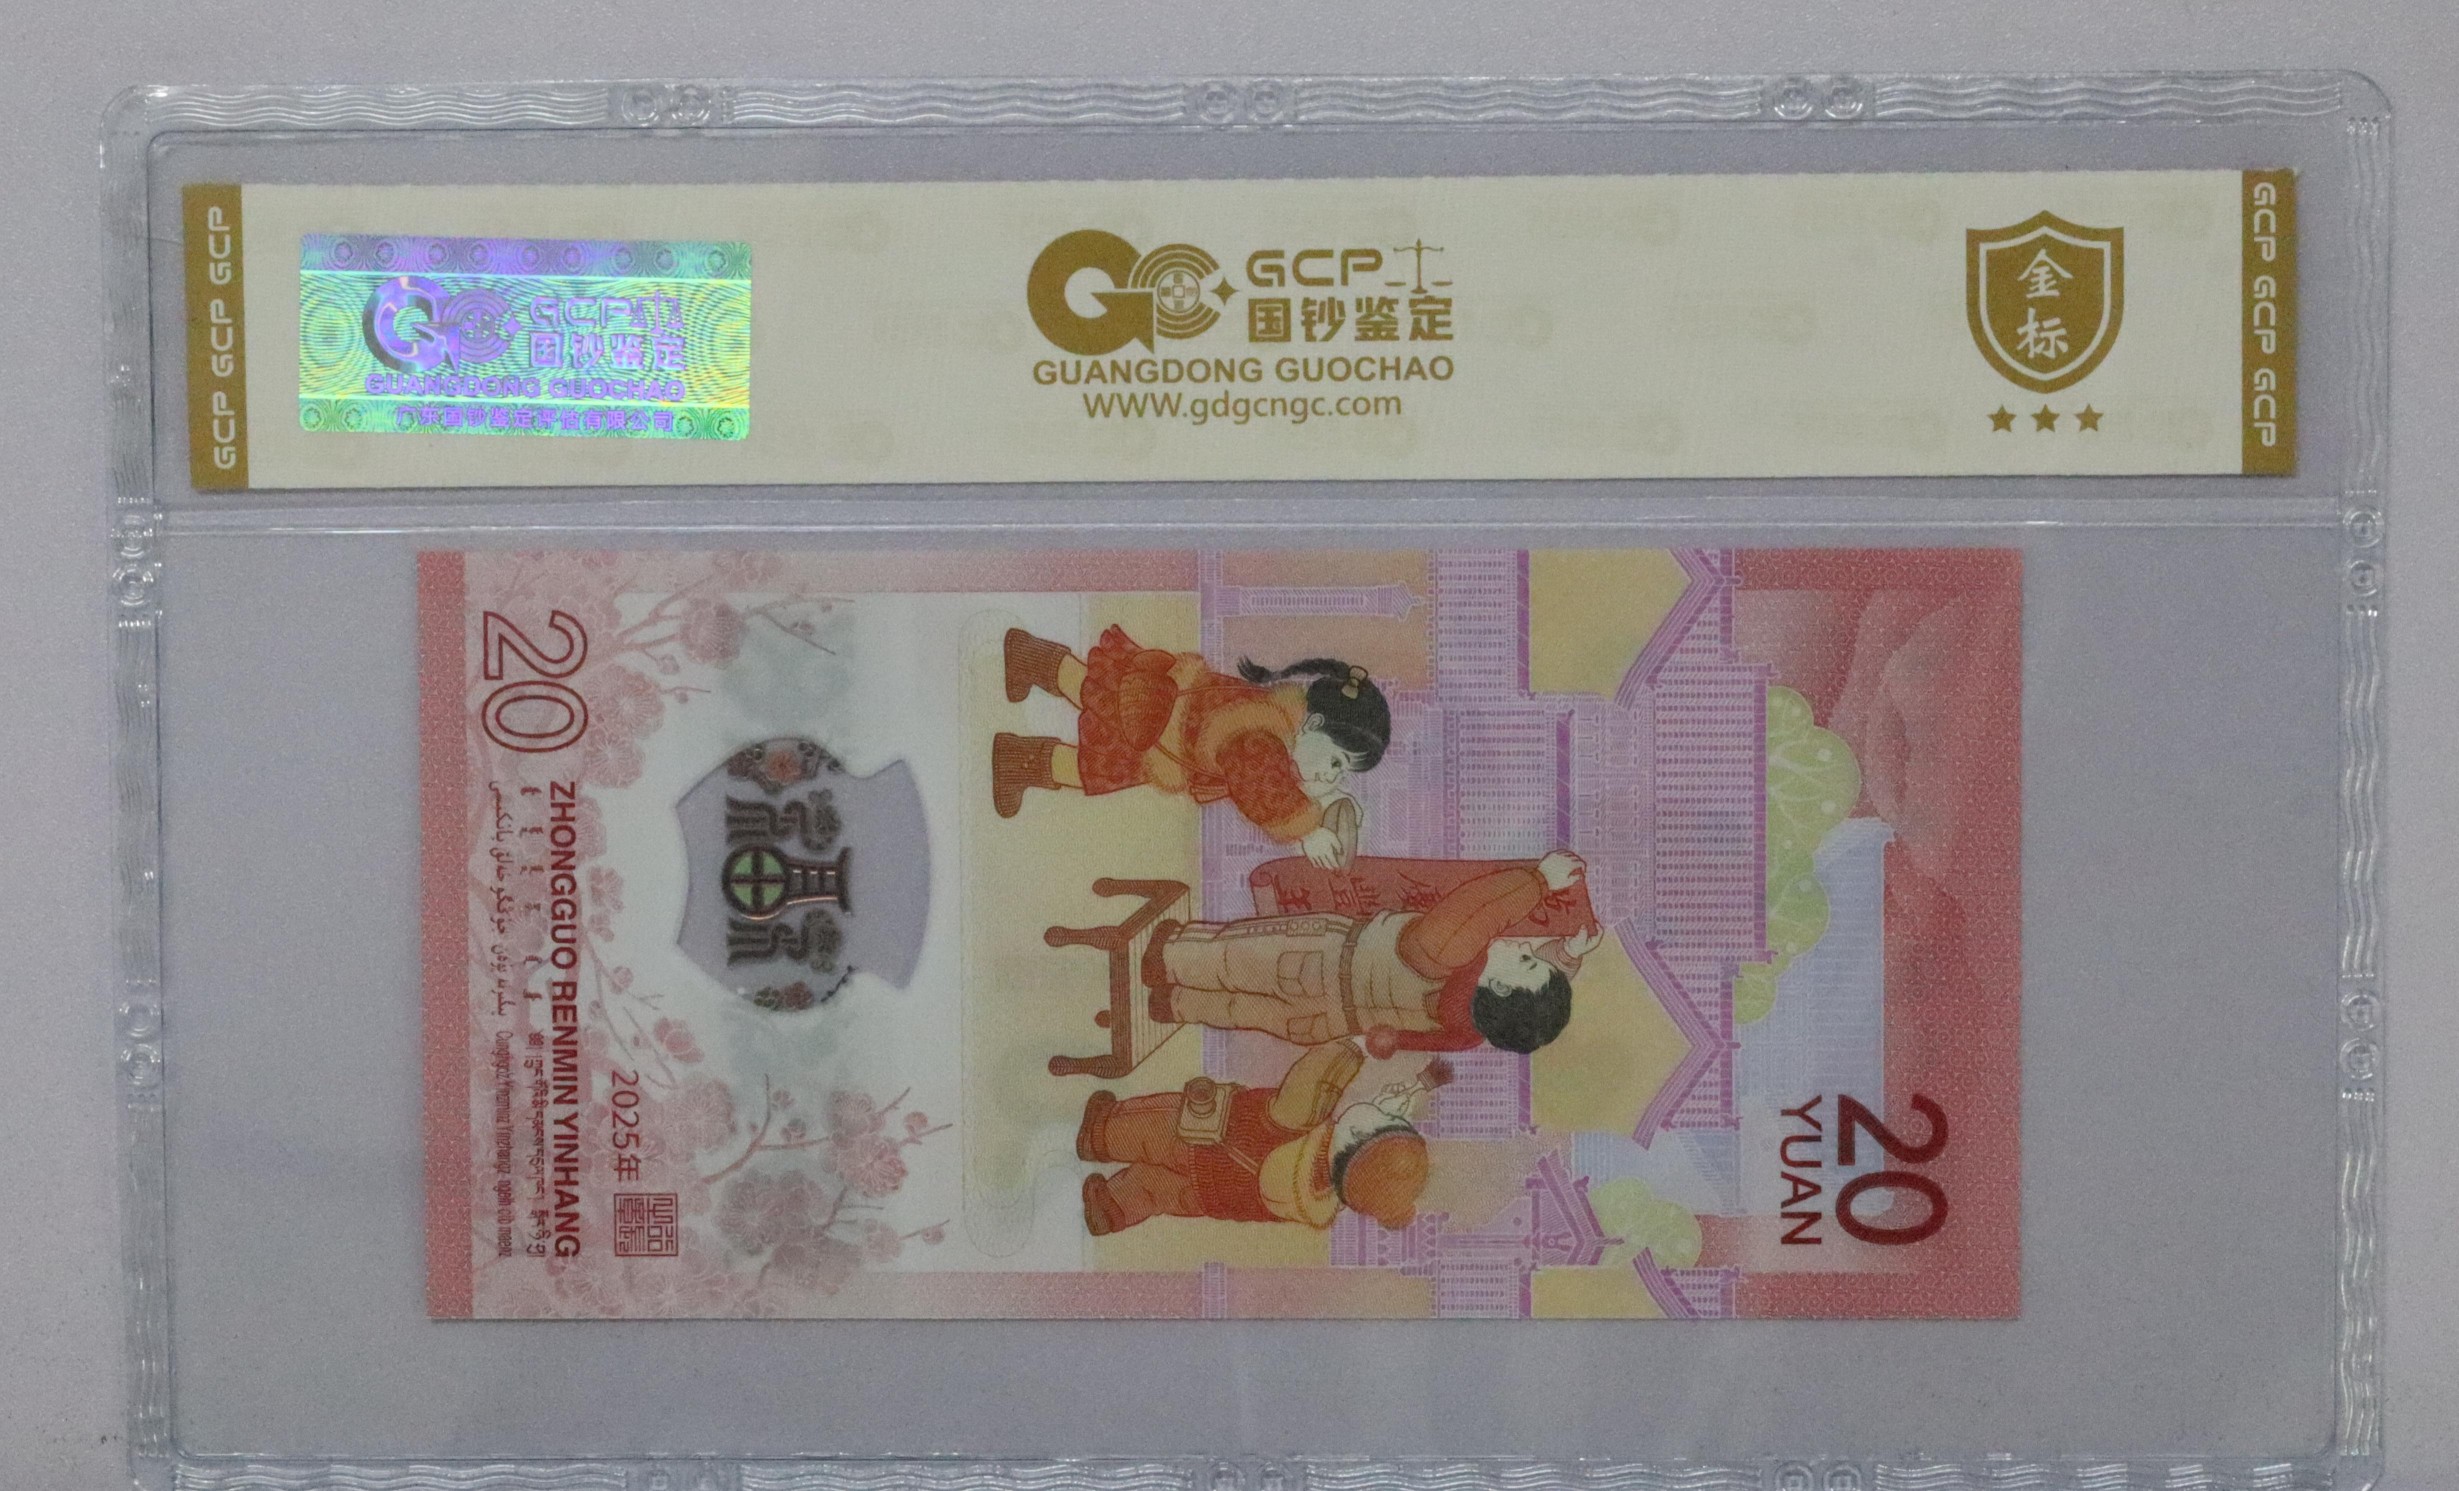 GCP GCP GCP
GCP
国钞鉴定
GUANGDONG GUOCHAO
广东国钞鉴定评估有限公司
GCP
国钞鉴定
GUANGDONG GUOCHAO
WWW.gdgcngc.com
金
标
GCP GCP GCP
20
YUAN
2025年
ZHONGGUO RENMIN YINHANG
20